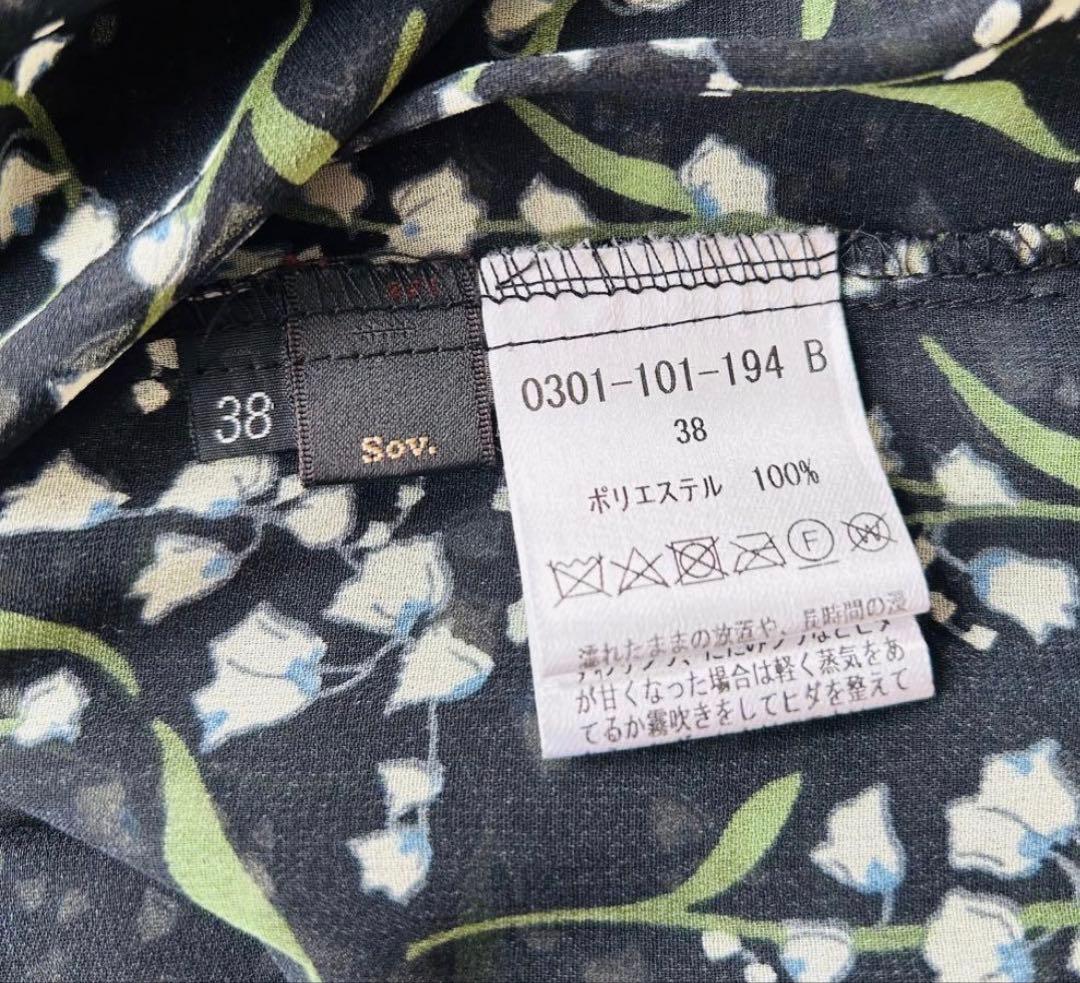 38
Sov.
0301-101-194 B
38
ポリエステル 100%
F
W
濡れたままの放置や、長時間の浸
が甘くなった場合は軽く蒸気をあ
てるか霧吹きをしてヒダを整えて